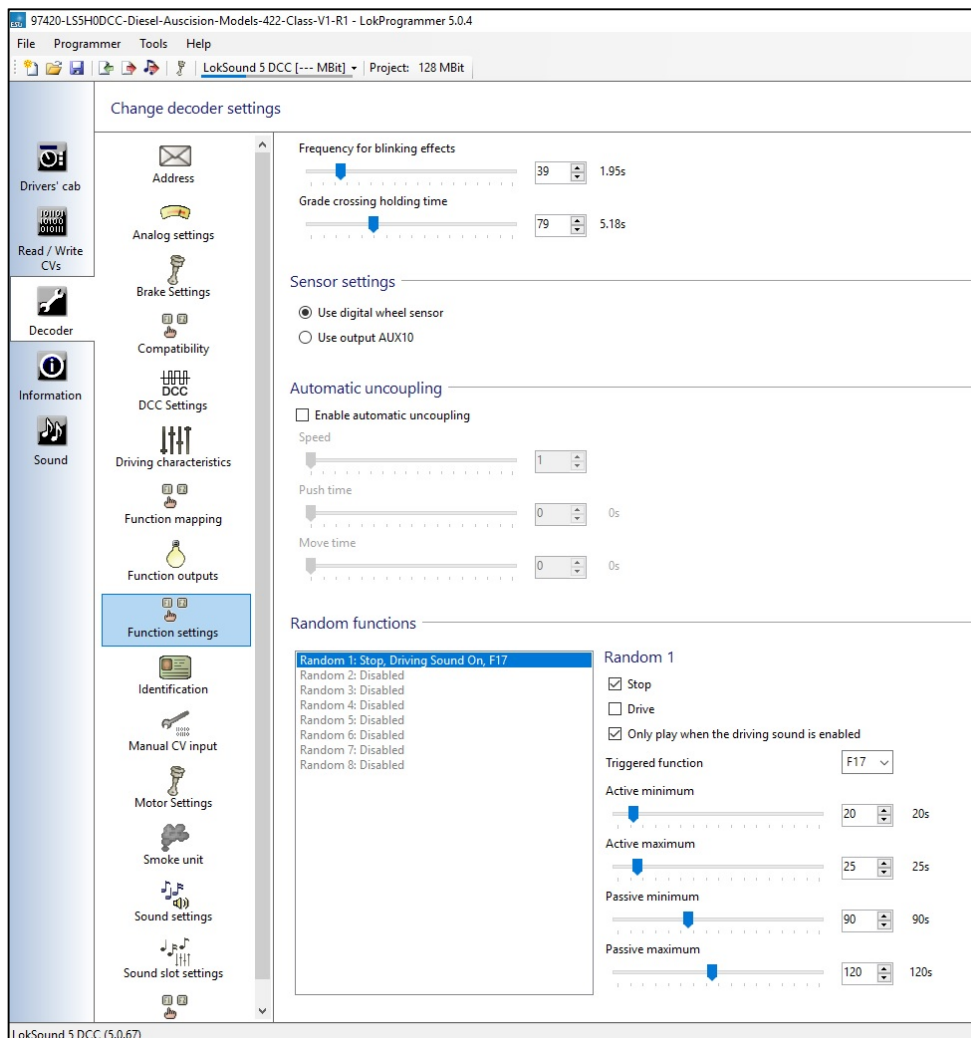 97420-LS5H0DCC-Diesel-Auscision-Models-422-Class-V1-R1 - LokProgrammer 5.0.4
File Programmer Tools Help
LokSound 5 DCC [--- MBit] Project: 128 MBit
Drivers' cab
Read / Write
CVs
Decoder
Information
Sound
Change decoder settings
Address
Analog settings
Brake Settings
Compatibility
DCC
DCC Settings
Driving characteristics
Function mapping
Function outputs
Function settings
Identification
Manual CV input
Motor Settings
Smoke unit
Sound settings
Sound slot settings
Frequency for blinking effects
39 1.95s
Grade crossing holding time
79 5.18s
Sensor settings
Use digital wheel sensor
Use output AUX10
Automatic uncoupling
Enable automatic uncoupling
Speed
1
Push time
0 0s
Move time
0 0s
Random functions
Random 1: Stop, Driving Sound On, F17
Random 2: Disabled
Random 3: Disabled
Random 4: Disabled
Random 5: Disabled
Random 6: Disabled
Random 7: Disabled
Random 8: Disabled
Random 1
Stop
Drive
Only play when the driving sound is enabled
Triggered function F17
Active minimum
20 20s
Active maximum
25 25s
Passive minimum
90 90s
Passive maximum
120 120s
LokSound 5 DCC (5.0.67)